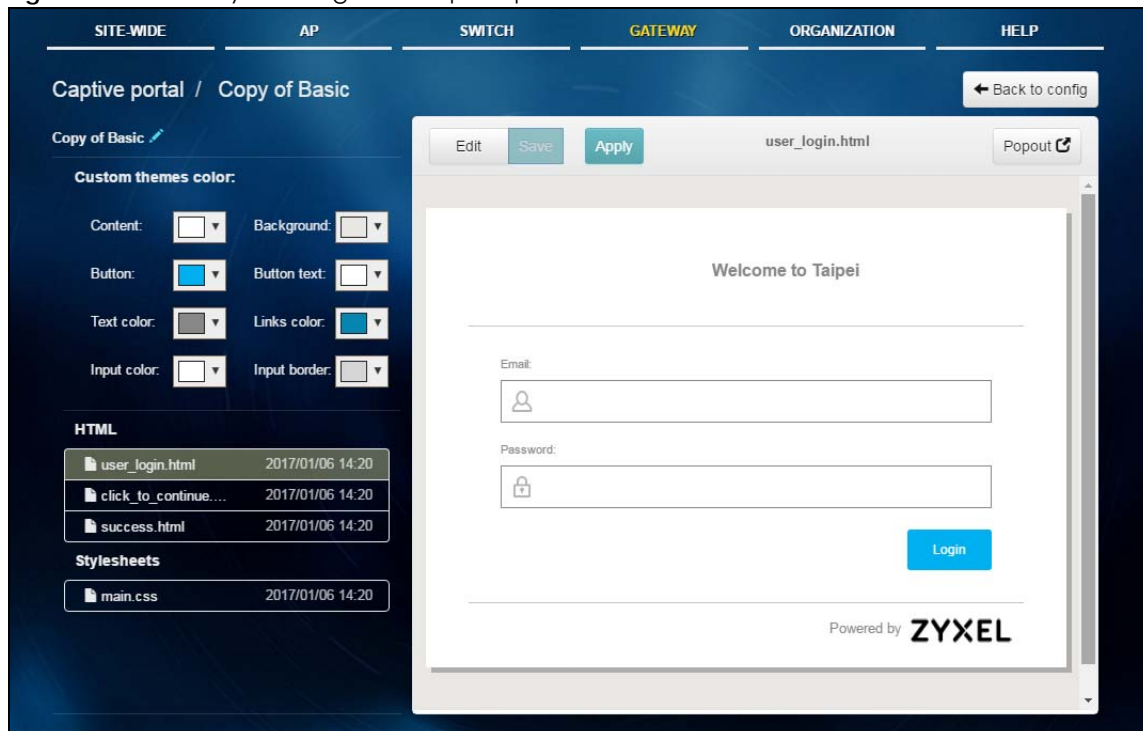 SITE-WIDE AP SWITCH GATEWAY ORGANIZATION HELP
Captive portal / Copy of Basic
← Back to config
Copy of Basic
Edit Save Apply user_login.html Popout
Custom themes color:
Content: Background:
Button: Button text:
Text color: Links color:
Input color: Input border:
HTML
user_login.html 2017/01/06 14:20
click_to_continue.... 2017/01/06 14:20
success.html 2017/01/06 14:20
Stylesheets
main.css 2017/01/06 14:20
Welcome to Taipei
Email:
Password:
Login
Powered by ZYXEL